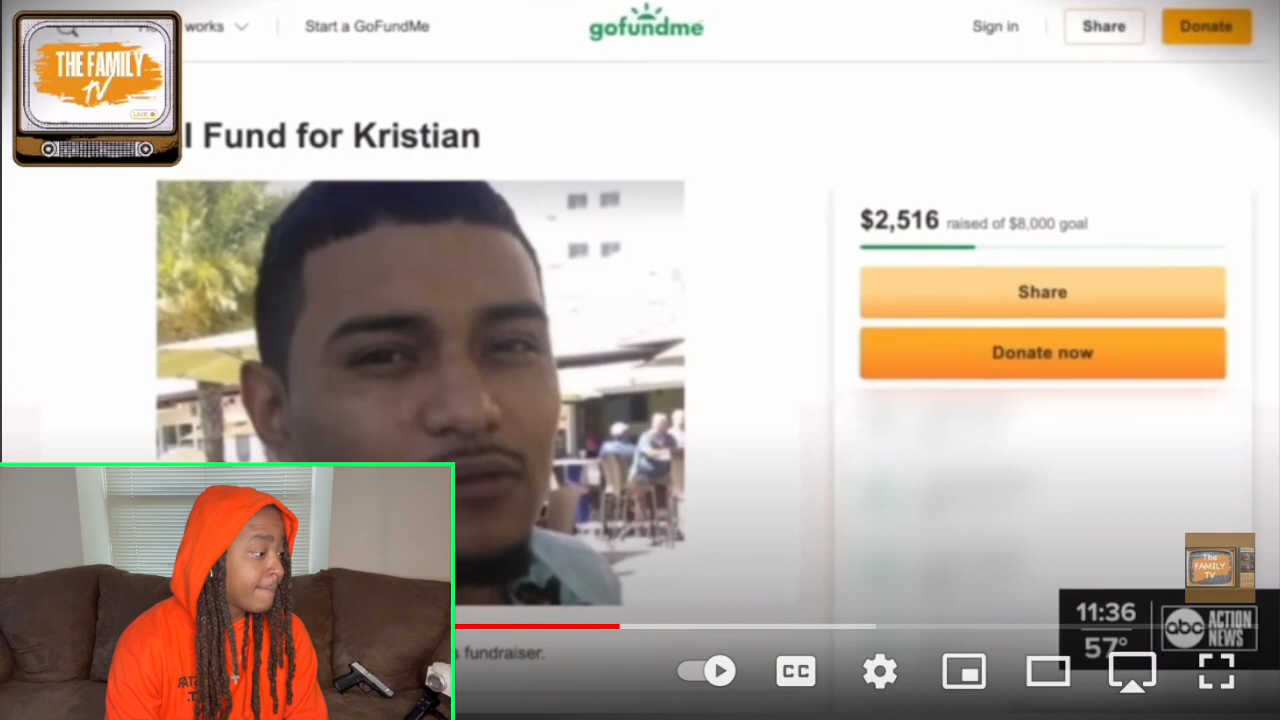 works
Start a GoFundMe
gofundme
Sign in
Share
Donate
THE FAMILY
TV
LIVE
l Fund for Kristian
$2,516 raised of $8,000 goal
Share
Donate now
The
FAMILY
TV
11:36
57°
abc
ACTION
NEWS
s fundraiser.
CC